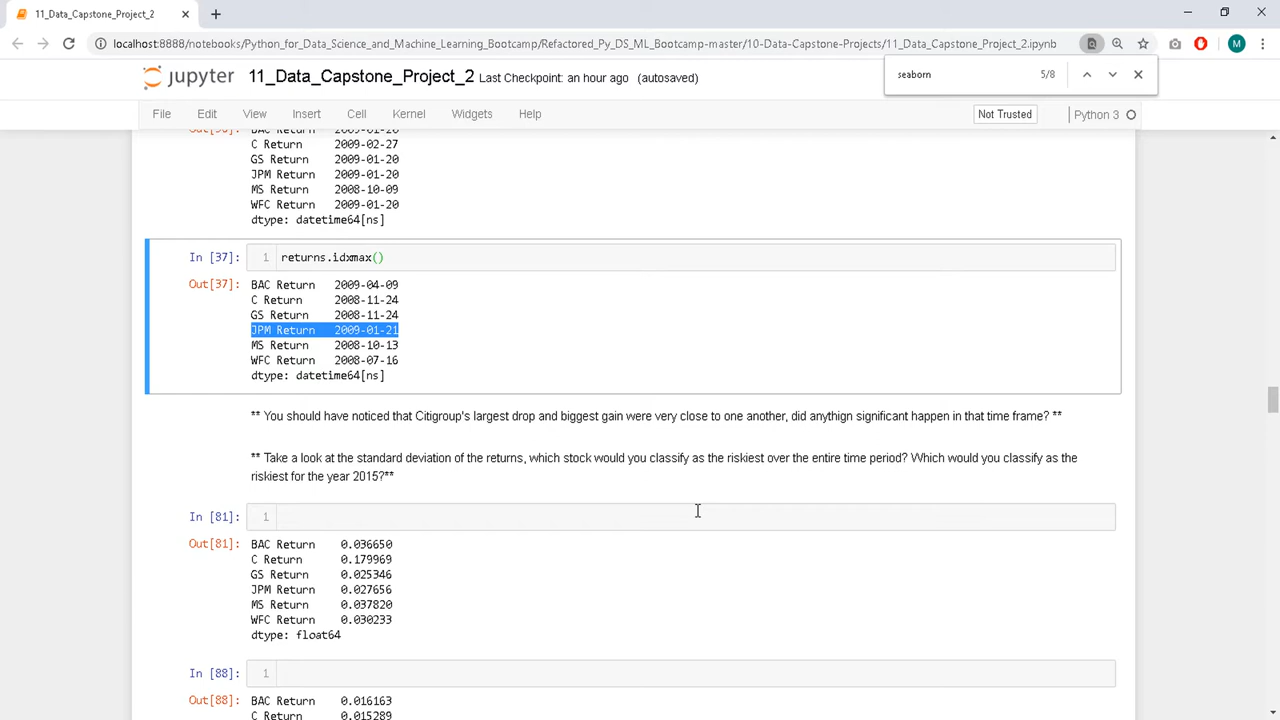 11_Data_Capstone_Project_2
localhost:8888/notebooks/Python_for_Data_Science_and_Machine_Learning_Bootcamp/Refactored_Py_DS_ML_Bootcamp-master/10-Data-Capstone-Projects/11_Data_Capstone_Project_2.ipynb
M
seaborn 5/8
jupyter 11_Data_Capstone_Project_2 Last Checkpoint: an hour ago (autosaved)
File Edit View Insert Cell Kernel Widgets Help Not Trusted Python 3
BAC Return 2009-01-20
C Return 2009-02-27
GS Return 2009-01-20
JPM Return 2009-01-20
MS Return 2008-10-09
WFC Return 2009-01-20
dtype: datetime64[ns]
In [37]: 1 returns.idxmax()
Out[37]: BAC Return 2009-04-09
C Return 2008-11-24
GS Return 2008-11-24
JPM Return 2009-01-21
MS Return 2008-10-13
WFC Return 2008-07-16
dtype: datetime64[ns]
** You should have noticed that Citigroup's largest drop and biggest gain were very close to one another, did anythign significant happen in that time frame? **
** Take a look at the standard deviation of the returns, which stock would you classify as the riskiest over the entire time period? Which would you classify as the
riskiest for the year 2015?**
In [81]: 1
Out[81]: BAC Return 0.036650
C Return 0.179969
GS Return 0.025346
JPM Return 0.027656
MS Return 0.037820
WFC Return 0.030233
dtype: float64
In [88]: 1
Out[88]: BAC Return 0.016163
C Return 0.015289